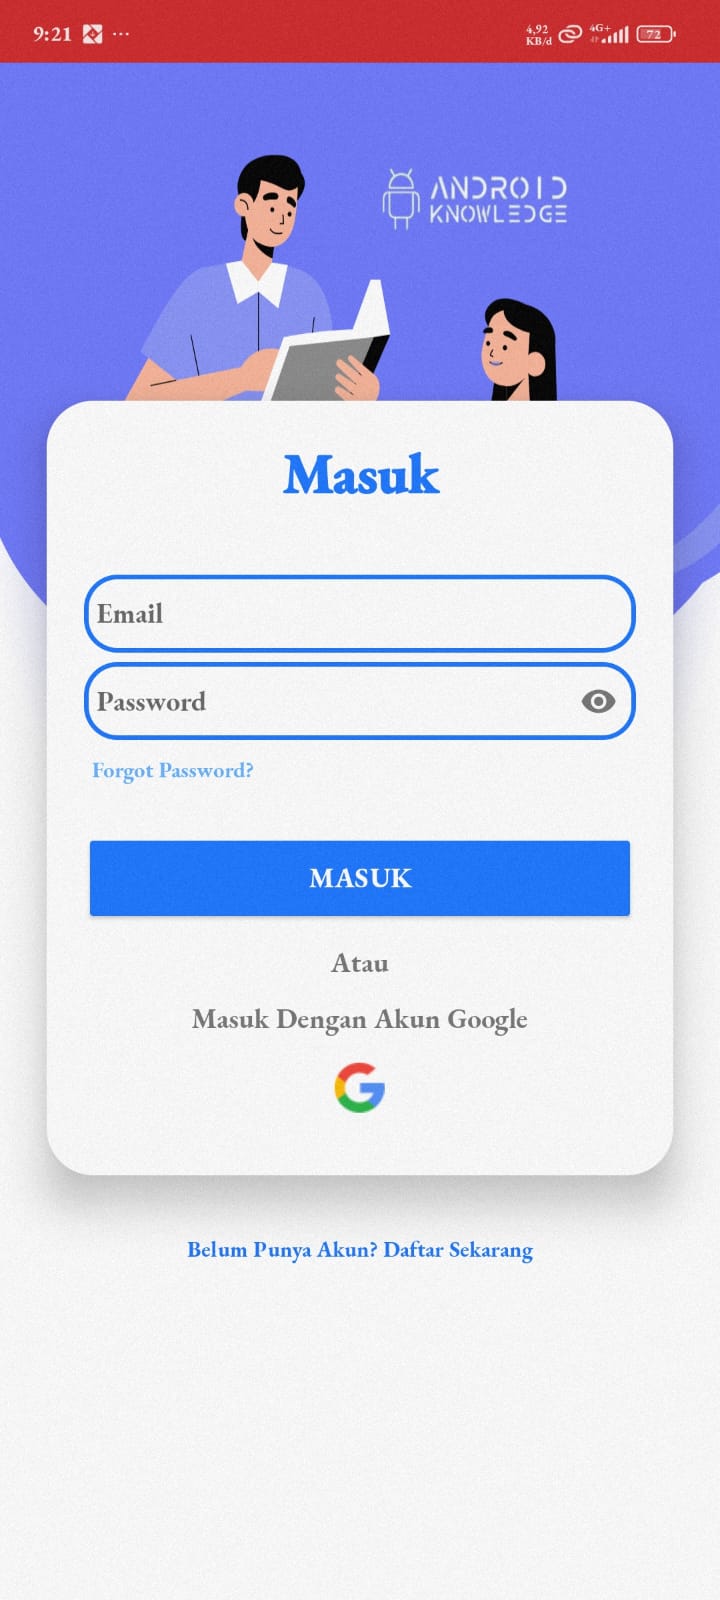 9:21
4,92
KB/d
4G+
72
ANDROID
KNOWLEDGE
Masuk
Email
Password
Forgot Password?
MASUK
Atau
Masuk Dengan Akun Google
Belum Punya Akun? Daftar Sekarang